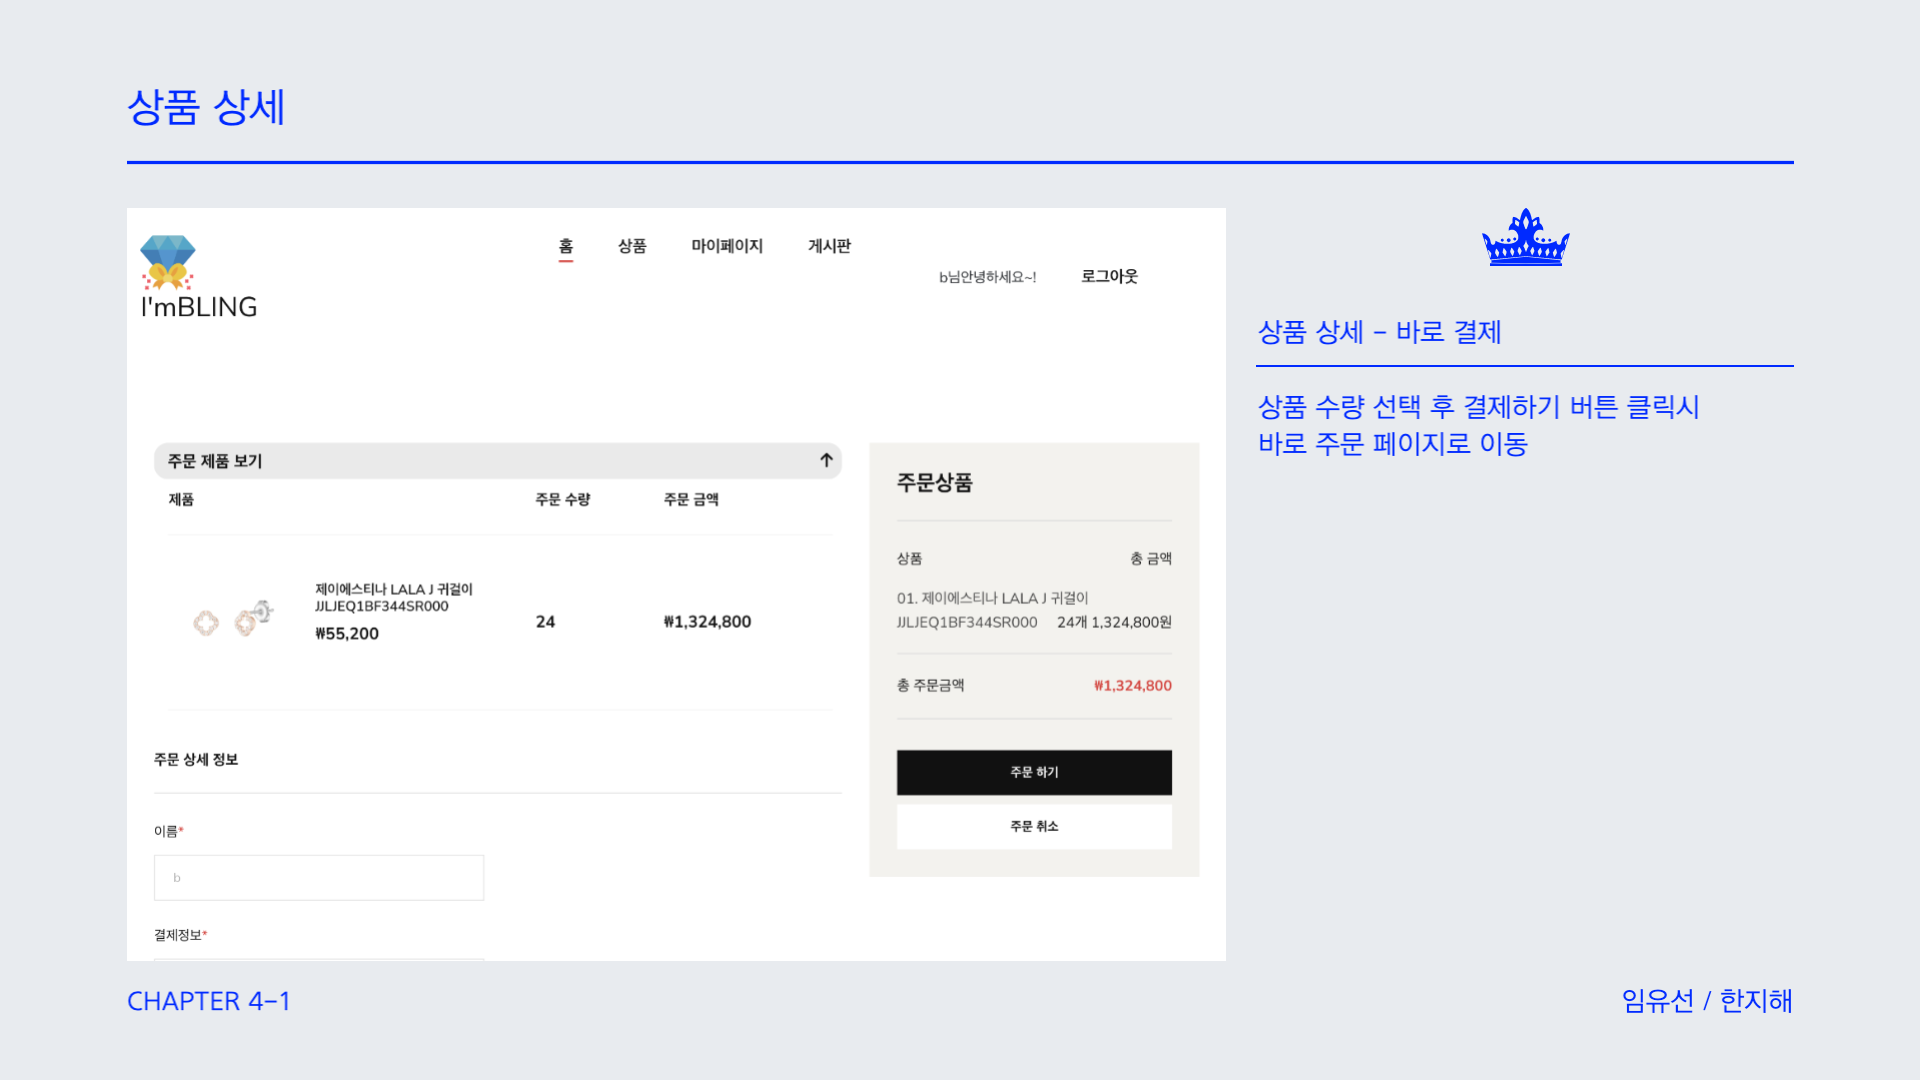 상품 상세
I'mBLING
홈 상품 마이페이지 게시판
b님안녕하세요~! 로그아웃
상품 상세 – 바로 결제
상품 수량 선택 후 결제하기 버튼 클릭시
바로 주문 페이지로 이동
주문 제품 보기
제품 주문 수량 주문 금액
제이에스티나 LALA J 귀걸이
JJLJEQ1BF344SR000
₩55,200
24
₩1,324,800
주문 상세 정보
이름*
b
결제정보*
주문상품
상품 총 금액
01. 제이에스티나 LALA J 귀걸이
JJLJEQ1BF344SR000 24개 1,324,800원
총 주문금액 ₩1,324,800
주문 하기
주문 취소
CHAPTER 4–1
임유선 / 한지해